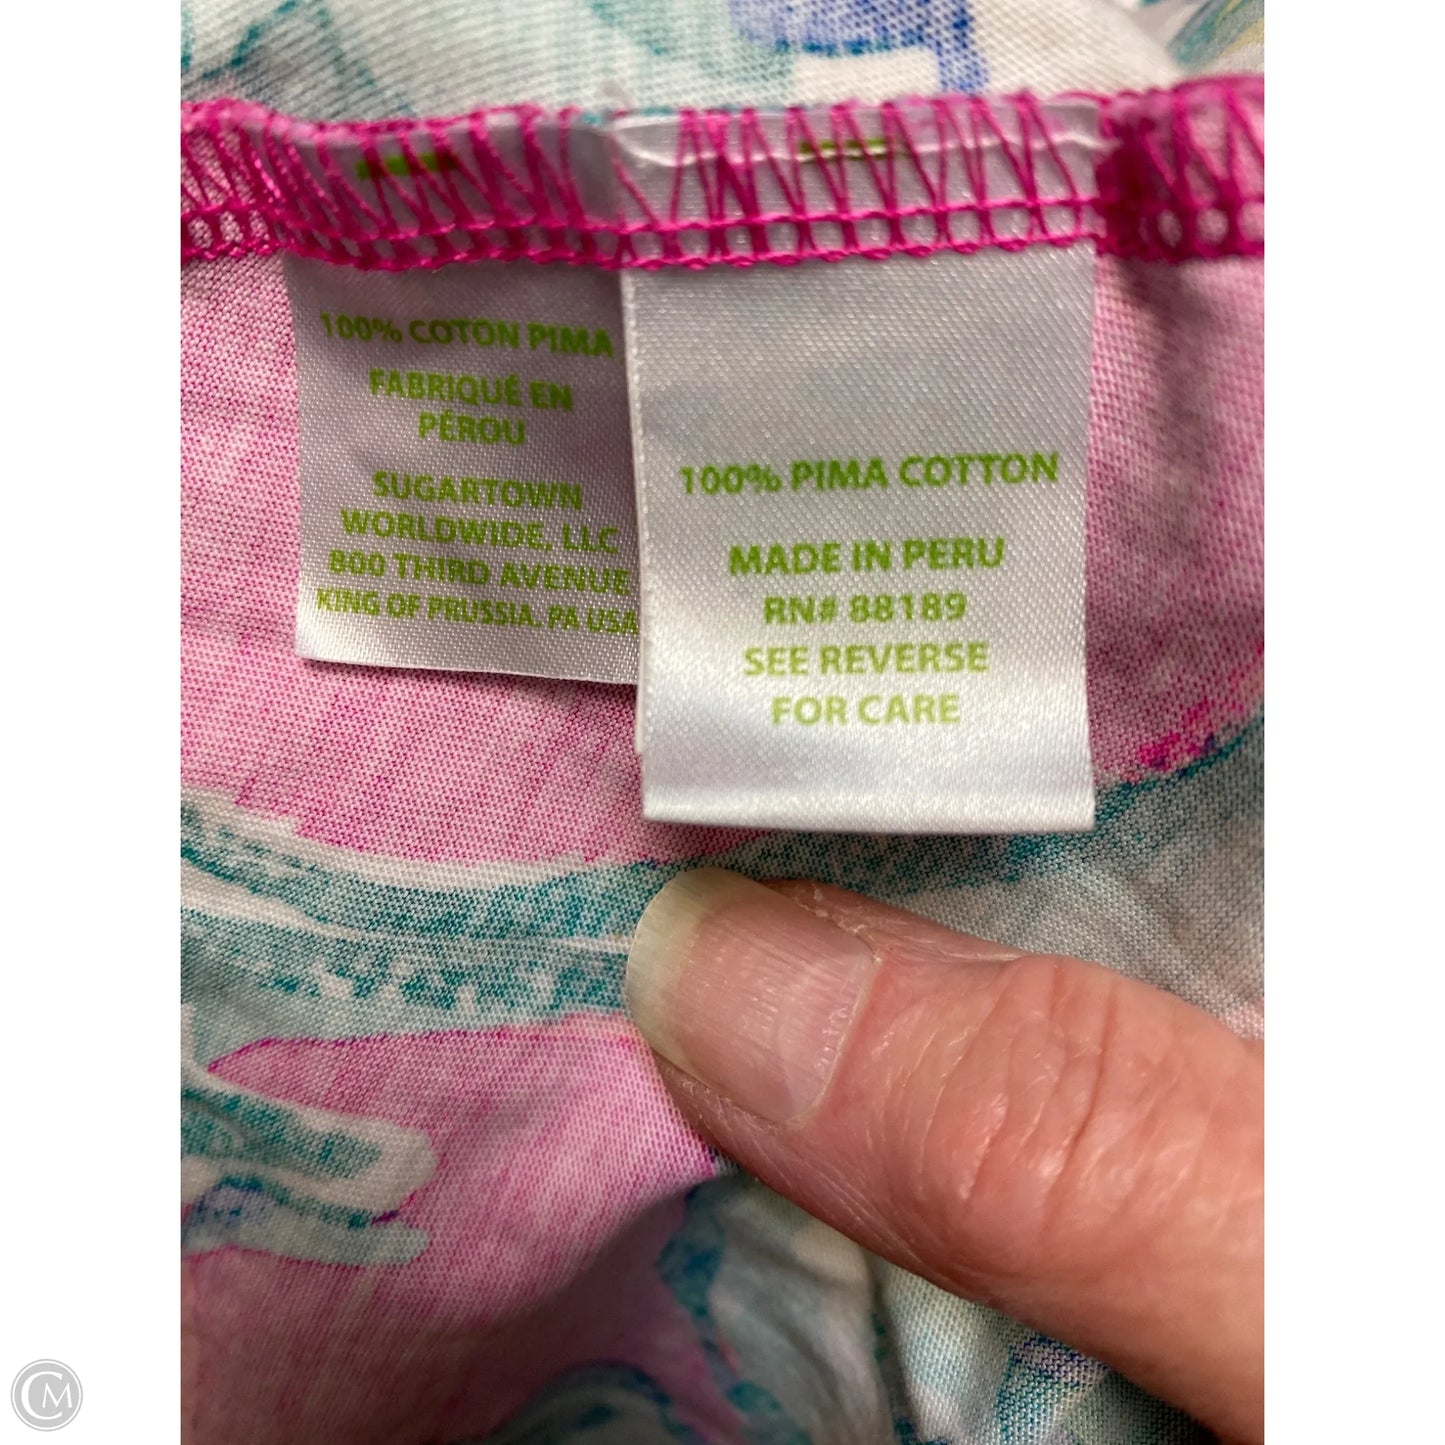 100% COTON PIMA
FABRIQUÉ EN
PÉROU
SUGARTOWN
WORLDWIDE, LLC
800 THIRD AVENUE
KING OF PRUSSIA. PA USA
100% PIMA COTTON
MADE IN PERU
RN# 88189
SEE REVERSE
FOR CARE
CM